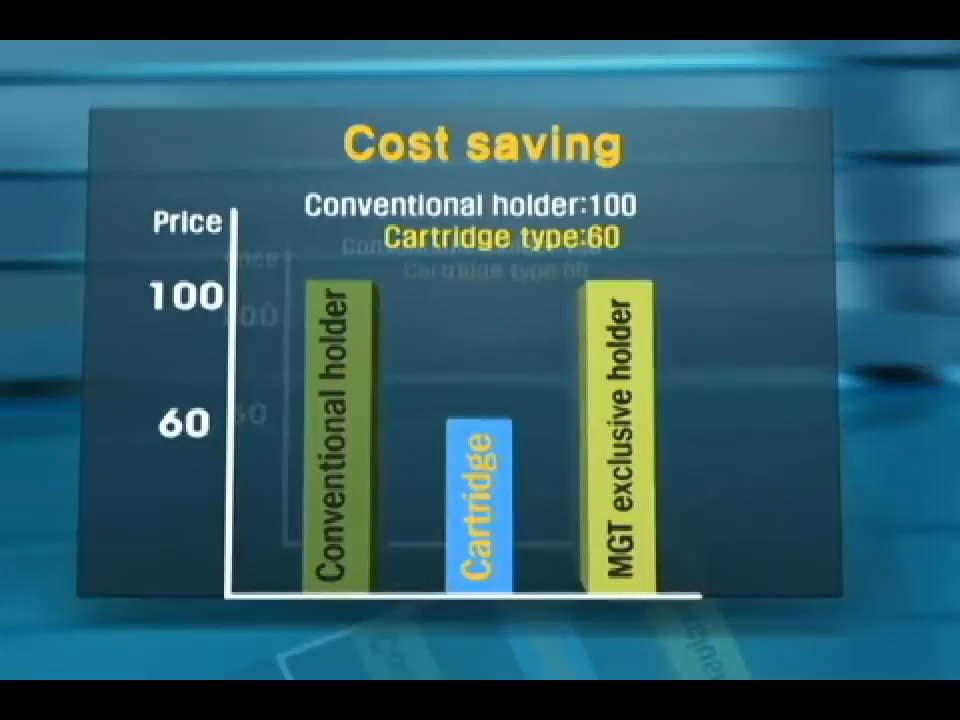 Cost saving
Conventional holder:100
Cartridge type:60
Price
100
60
Conventional holder
Cartridge
MGT exclusive holder